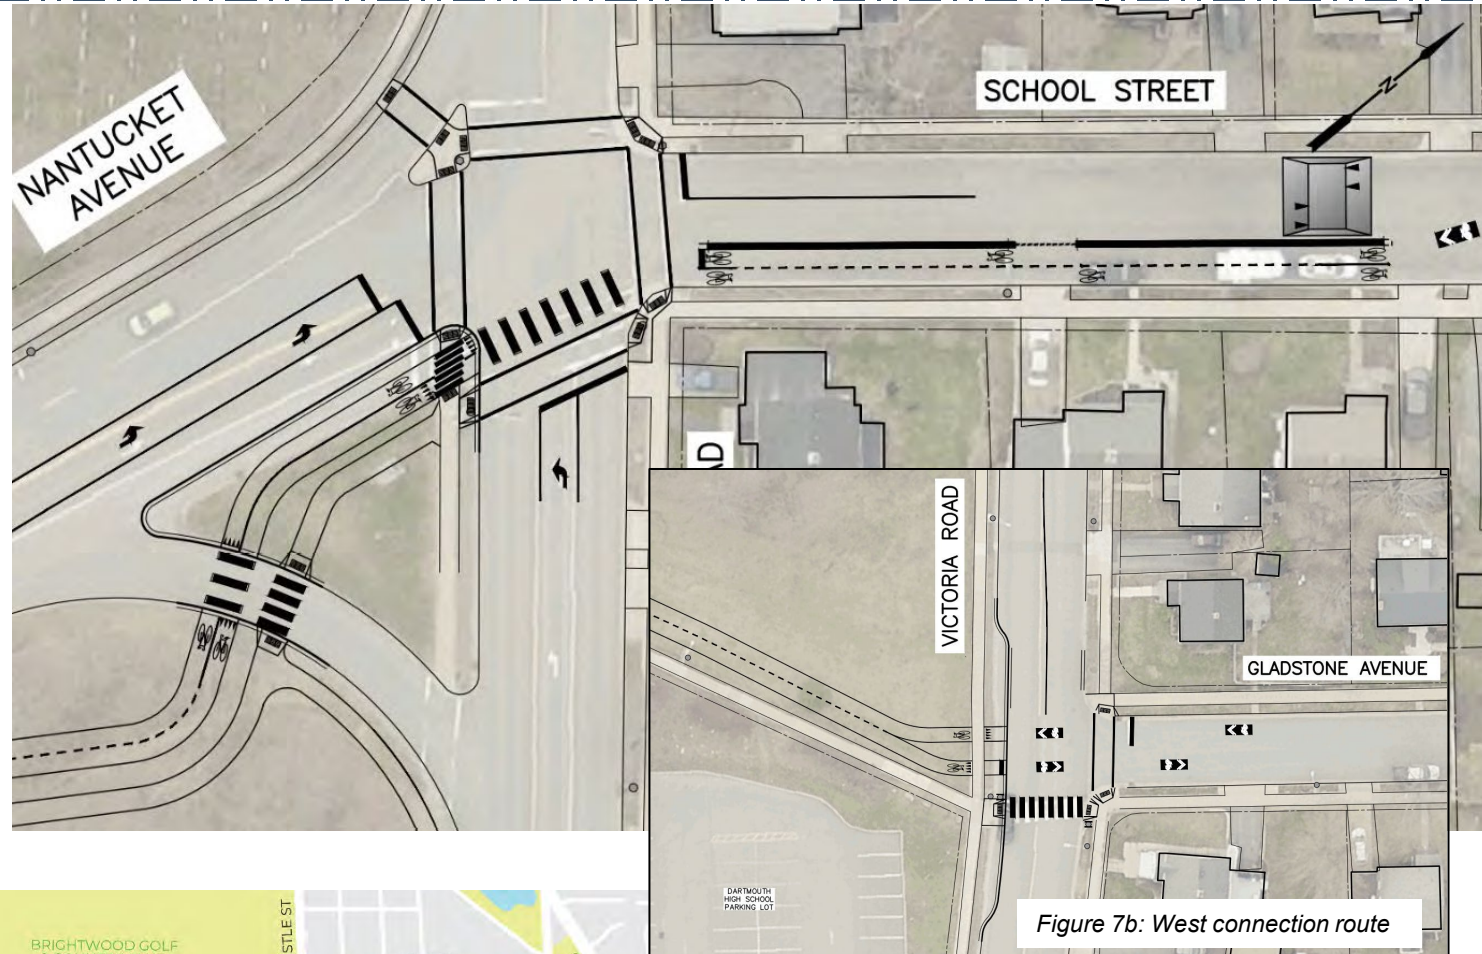 NANTUCKET
AVENUE
SCHOOL STREET
N
AD
VICTORIA ROAD
GLADSTONE AVENUE
DARTMOUTH
HIGH SCHOOL
PARKING LOT
Figure 7b: West connection route
STLE ST
BRIGHTWOOD GOLF